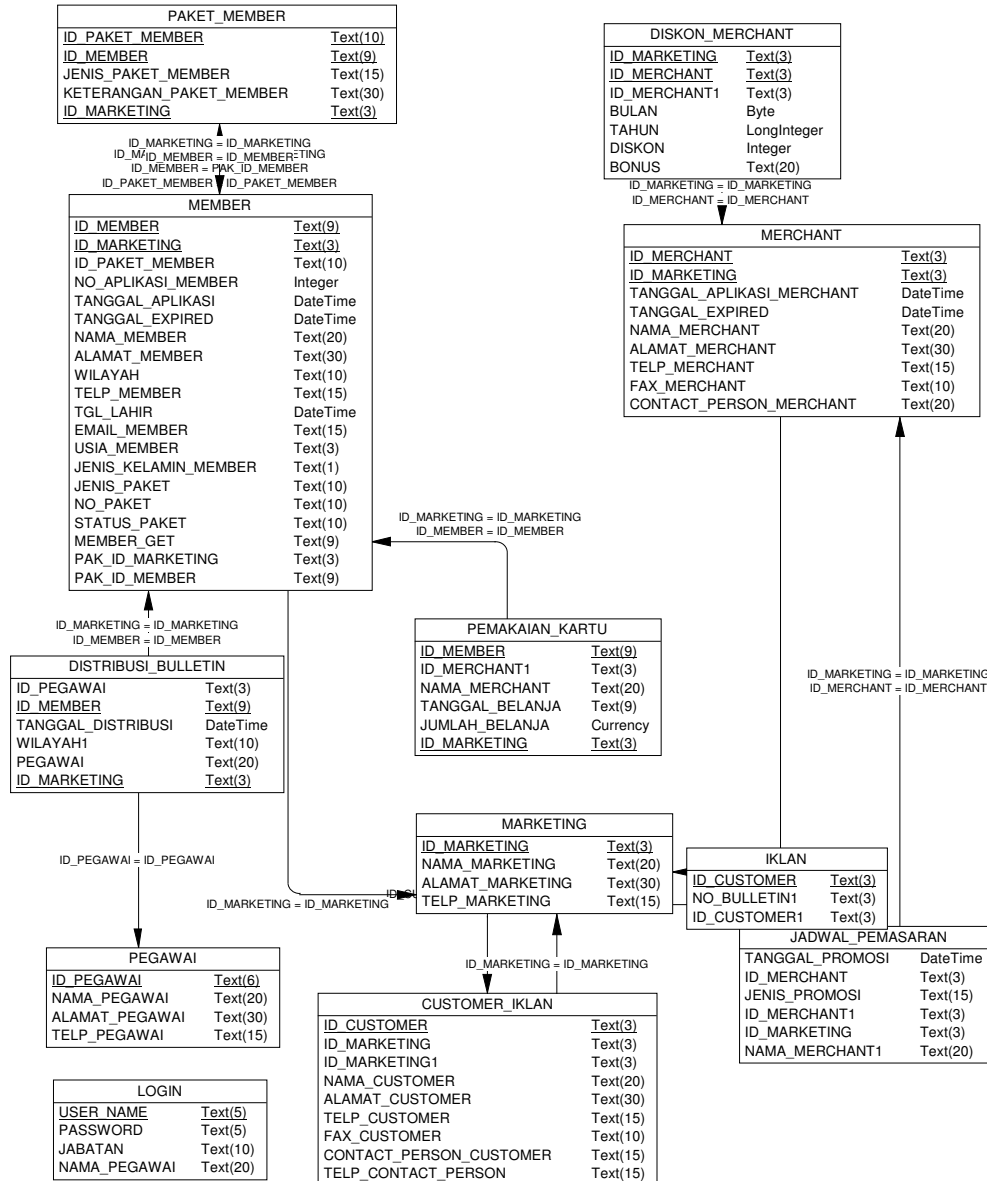 PAKET_MEMBER
ID_PAKET_MEMBER Text(10)
ID_MEMBER Text(9)
JENIS_PAKET_MEMBER Text(15)
KETERANGAN_PAKET_MEMBER Text(30)
ID_MARKETING Text(3)
ID_MARKETING = ID_MARKETING
ID_MEMBER = ID_MEMBER
ID_MEMBER = PAK_ID_MEMBER
ID_PAKET_MEMBER ID_PAKET_MEMBER
DISKON_MERCHANT
ID_MARKETING Text(3)
ID_MERCHANT Text(3)
ID_MERCHANT1 Text(3)
BULAN Byte
TAHUN LongInteger
DISKON Integer
BONUS Text(20)
ID_MARKETING = ID_MARKETING
ID_MERCHANT = ID_MERCHANT
MEMBER
ID_MEMBER Text(9)
ID_MARKETING Text(3)
ID_PAKET_MEMBER Text(10)
NO_APLIKASI_MEMBER Integer
TANGGAL_APLIKASI DateTime
TANGGAL_EXPIRED DateTime
NAMA_MEMBER Text(20)
ALAMAT_MEMBER Text(30)
WILAYAH Text(10)
TELP_MEMBER Text(15)
TGL_LAHIR DateTime
EMAIL_MEMBER Text(15)
USIA_MEMBER Text(3)
JENIS_KELAMIN_MEMBER Text(1)
JENIS_PAKET Text(10)
NO_PAKET Text(10)
STATUS_PAKET Text(10)
MEMBER_GET Text(9)
PAK_ID_MARKETING Text(3)
PAK_ID_MEMBER Text(9)
MERCHANT
ID_MERCHANT Text(3)
ID_MARKETING Text(3)
TANGGAL_APLIKASI_MERCHANT DateTime
TANGGAL_EXPIRED DateTime
NAMA_MERCHANT Text(20)
ALAMAT_MERCHANT Text(30)
TELP_MERCHANT Text(15)
FAX_MERCHANT Text(10)
CONTACT_PERSON_MERCHANT Text(20)
ID_MARKETING = ID_MARKETING
ID_MEMBER = ID_MEMBER
ID_MARKETING = ID_MARKETING
ID_MEMBER = ID_MEMBER
DISTRIBUSI_BULLETIN
ID_PEGAWAI Text(3)
ID_MEMBER Text(9)
TANGGAL_DISTRIBUSI DateTime
WILAYAH1 Text(10)
PEGAWAI Text(20)
ID_MARKETING Text(3)
PEMAKAIAN_KARTU
ID_MEMBER Text(9)
ID_MERCHANT1 Text(3)
NAMA_MERCHANT Text(20)
TANGGAL_BELANJA Text(9)
JUMLAH_BELANJA Currency
ID_MARKETING Text(3)
ID_MARKETING = ID_MARKETING
ID_MERCHANT = ID_MERCHANT
ID_PEGAWAI = ID_PEGAWAI
ID_MARKETING = ID_MARKETING
MARKETING
ID_MARKETING Text(3)
NAMA_MARKETING Text(20)
ALAMAT_MARKETING Text(30)
TELP_MARKETING Text(15)
IKLAN
ID_CUSTOMER Text(3)
NO_BULLETIN1 Text(3)
ID_CUSTOMER1 Text(3)
JADWAL_PEMASARAN
TANGGAL_PROMOSI DateTime
ID_MERCHANT Text(3)
JENIS_PROMOSI Text(15)
ID_MERCHANT1 Text(3)
ID_MARKETING Text(3)
NAMA_MERCHANT1 Text(20)
PEGAWAI
ID_PEGAWAI Text(6)
NAMA_PEGAWAI Text(20)
ALAMAT_PEGAWAI Text(30)
TELP_PEGAWAI Text(15)
ID_MARKETING = ID_MARKETING
CUSTOMER_IKLAN
ID_CUSTOMER Text(3)
ID_MARKETING Text(3)
ID_MARKETING1 Text(3)
NAMA_CUSTOMER Text(20)
ALAMAT_CUSTOMER Text(30)
TELP_CUSTOMER Text(15)
FAX_CUSTOMER Text(10)
CONTACT_PERSON_CUSTOMER Text(15)
TELP_CONTACT_PERSON Text(15)
LOGIN
USER_NAME Text(5)
PASSWORD Text(5)
JABATAN Text(10)
NAMA_PEGAWAI Text(20)